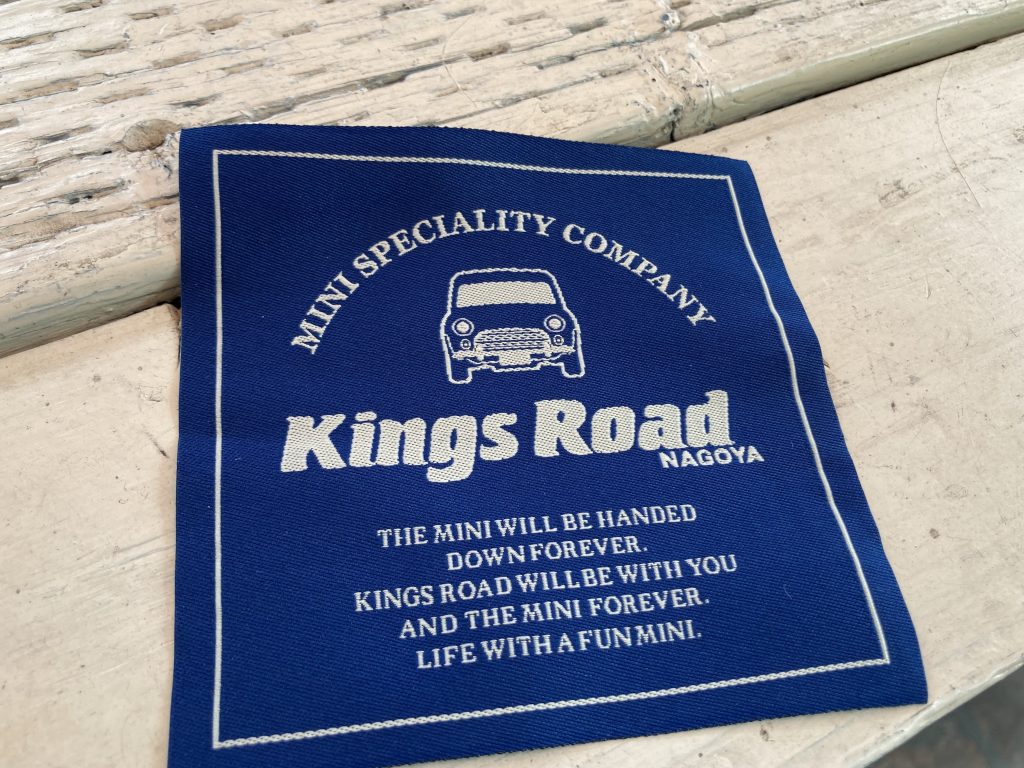 MINI SPECIALITY COMPANY
Kings Road
NAGOYA
THE MINI WILL BE HANDED
DOWN FOREVER.
KINGS ROAD WILL BE WITH YOU
AND THE MINI FOREVER.
LIFE WITH A FUN MINI.